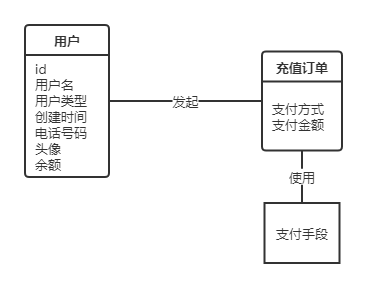 用户
id
用户名
用户类型
创建时间
电话号码
头像
余额
发起
充值订单
支付方式
支付金额
使用
支付手段